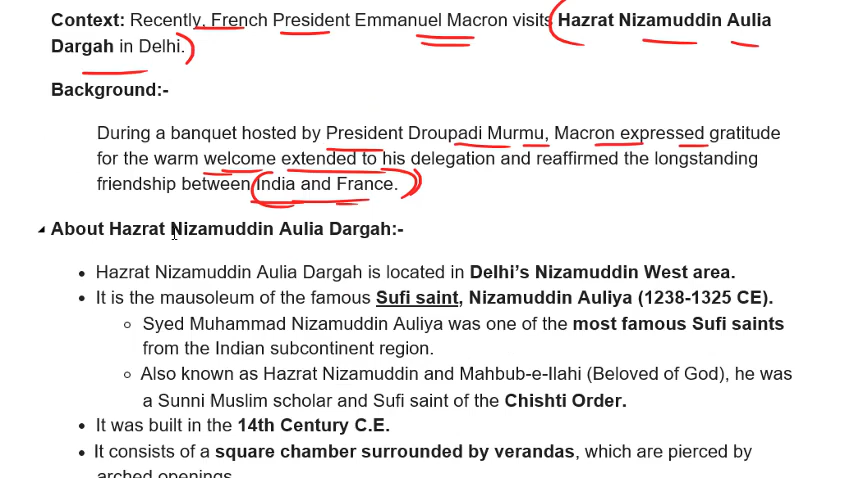 Context: Recently, French President Emmanuel Macron visits Hazrat Nizamuddin Aulia
Dargah in Delhi.
Background:-
During a banquet hosted by President Droupadi Murmu, Macron expressed gratitude
for the warm welcome extended to his delegation and reaffirmed the longstanding
friendship between India and France.
About Hazrat Nizamuddin Aulia Dargah:-
Hazrat Nizamuddin Aulia Dargah is located in Delhi's Nizamuddin West area.
It is the mausoleum of the famous Sufi saint, Nizamuddin Auliya (1238-1325 CE).
Syed Muhammad Nizamuddin Auliya was one of the most famous Sufi saints
from the Indian subcontinent region.
Also known as Hazrat Nizamuddin and Mahbub-e-Ilahi (Beloved of God), he was
a Sunni Muslim scholar and Sufi saint of the Chishti Order.
It was built in the 14th Century C.E.
It consists of a square chamber surrounded by verandas, which are pierced by
arched openings.